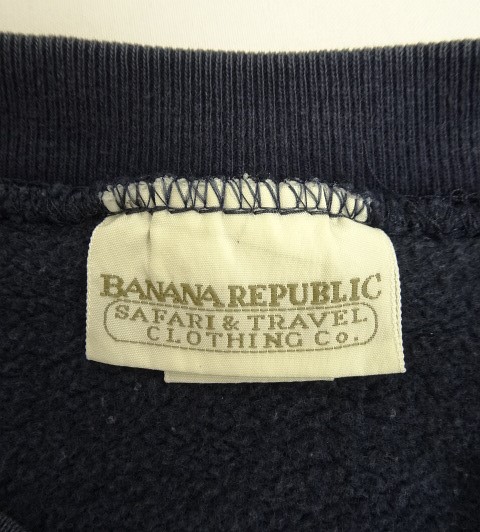 BANANA REPUBLIC
SAFARI & TRAVEL
CLOTHING Co.